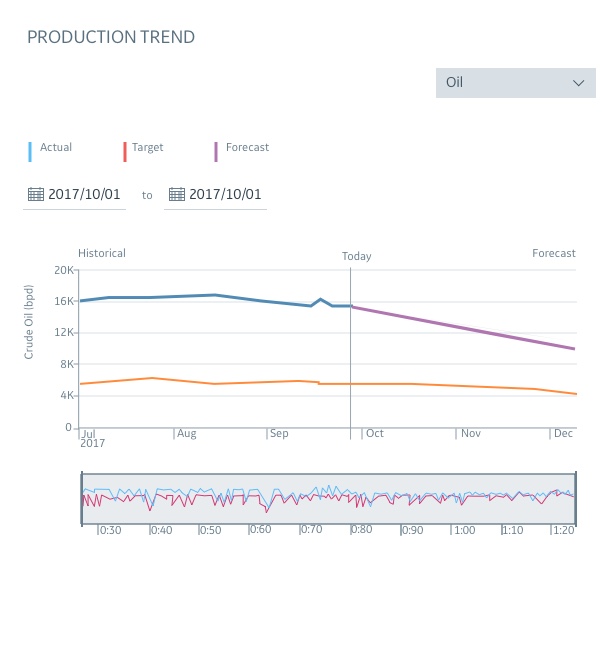 PRODUCTION TREND
Oil
Actual Target Forecast
2017/10/01 to 2017/10/01
Historical Today Forecast
Crude Oil (bpd)
20K
16K
12K
8K
4K
0
Jul Aug Sep Oct Nov Dec
2017
0:30 0:40 0:50 0:60 0:70 0:80 0:90 1:00 1:10 1:20